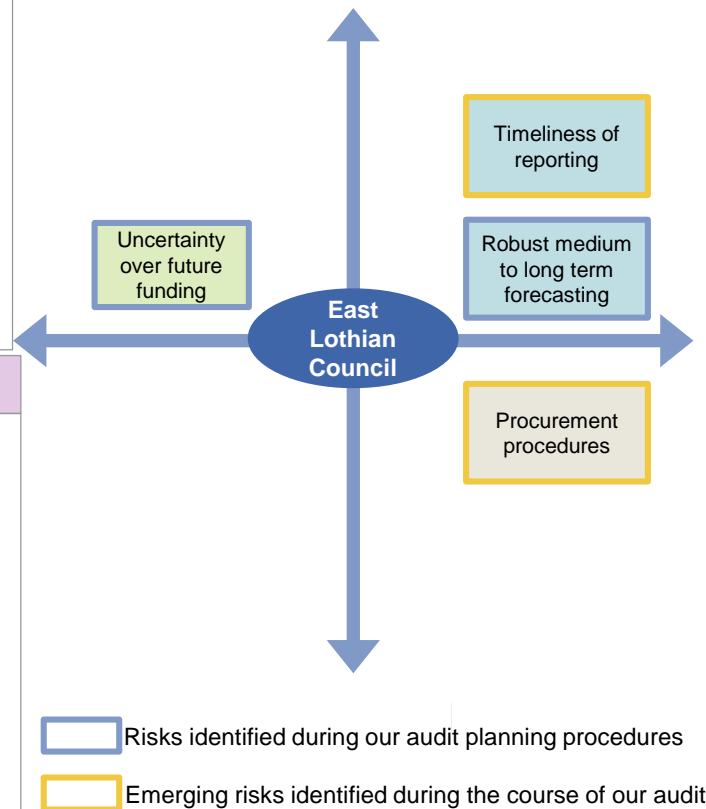 Timeliness of
reporting
Uncertainty
over future
funding
Robust medium
to long term
forecasting
East
Lothian
Council
Procurement
procedures
Risks identified during our audit planning procedures
Emerging risks identified during the course of our audit